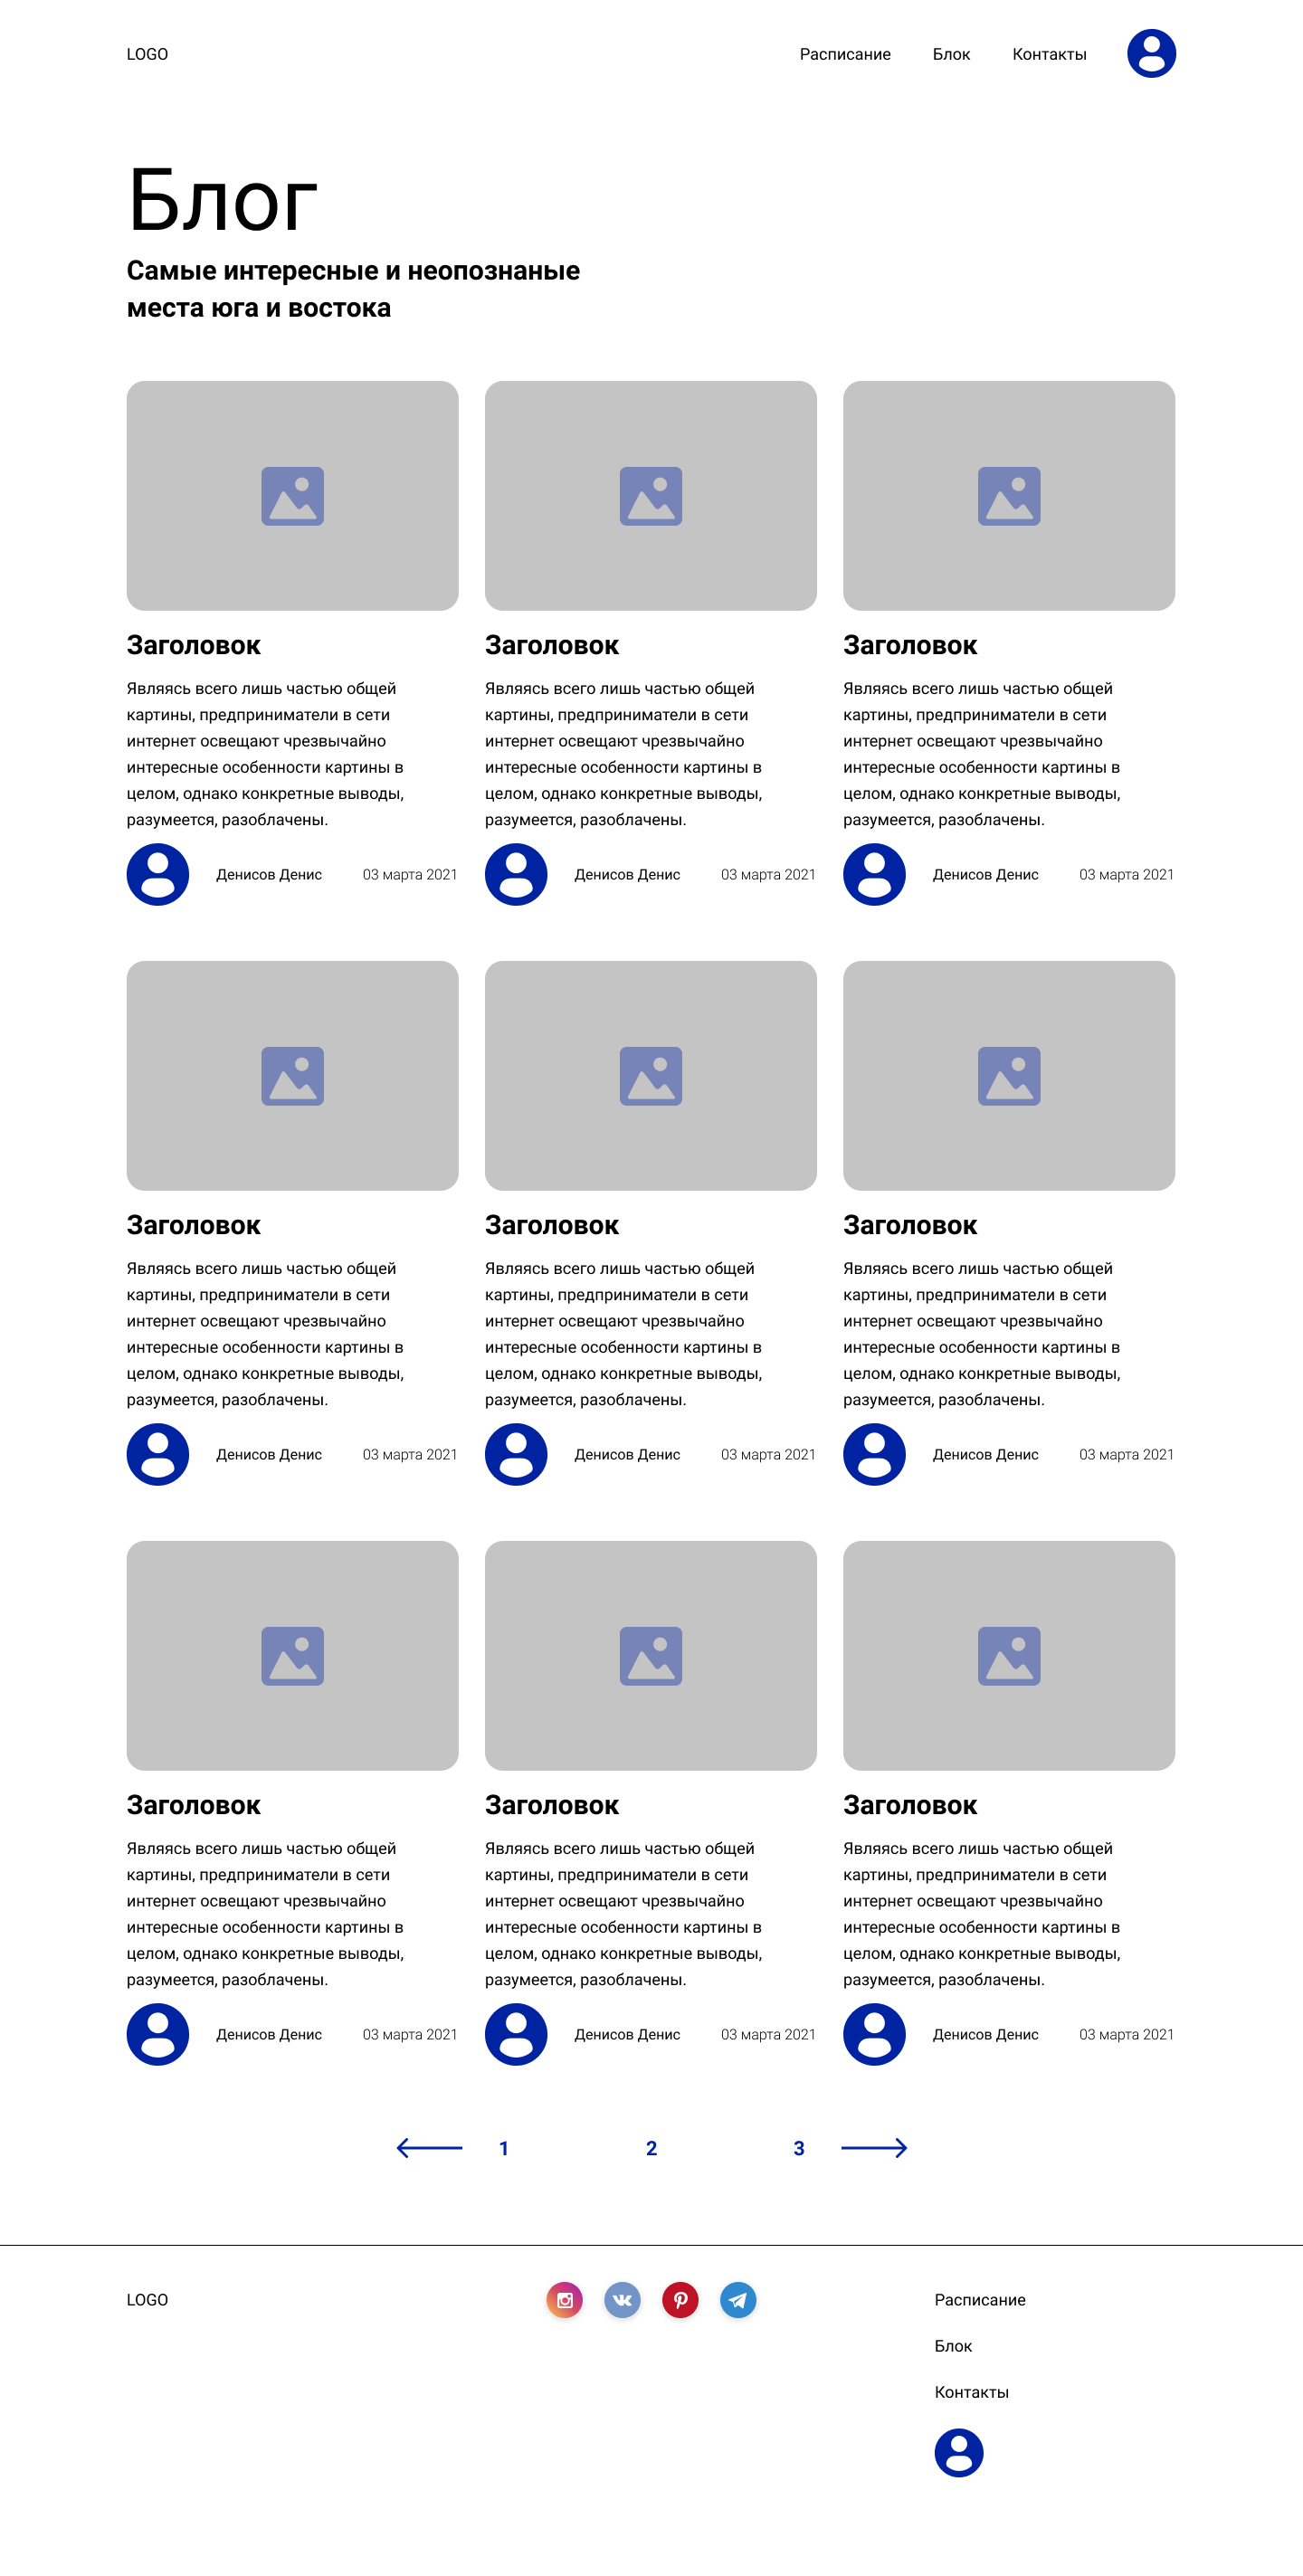 LOGO
Расписание
Блок
Контакты
Блог
Самые интересные и неопознаные
места юга и востока
Заголовок
Являясь всего лишь частью общей
картины, предприниматели в сети
интернет освещают чрезвычайно
интересные особенности картины в
целом, однако конкретные выводы,
разумеется, разоблачены.
Денисов Денис
03 марта 2021
Заголовок
Являясь всего лишь частью общей
картины, предприниматели в сети
интернет освещают чрезвычайно
интересные особенности картины в
целом, однако конкретные выводы,
разумеется, разоблачены.
Денисов Денис
03 марта 2021
Заголовок
Являясь всего лишь частью общей
картины, предприниматели в сети
интернет освещают чрезвычайно
интересные особенности картины в
целом, однако конкретные выводы,
разумеется, разоблачены.
Денисов Денис
03 марта 2021
Заголовок
Являясь всего лишь частью общей
картины, предприниматели в сети
интернет освещают чрезвычайно
интересные особенности картины в
целом, однако конкретные выводы,
разумеется, разоблачены.
Денисов Денис
03 марта 2021
Заголовок
Являясь всего лишь частью общей
картины, предприниматели в сети
интернет освещают чрезвычайно
интересные особенности картины в
целом, однако конкретные выводы,
разумеется, разоблачены.
Денисов Денис
03 марта 2021
Заголовок
Являясь всего лишь частью общей
картины, предприниматели в сети
интернет освещают чрезвычайно
интересные особенности картины в
целом, однако конкретные выводы,
разумеется, разоблачены.
Денисов Денис
03 марта 2021
Заголовок
Являясь всего лишь частью общей
картины, предприниматели в сети
интернет освещают чрезвычайно
интересные особенности картины в
целом, однако конкретные выводы,
разумеется, разоблачены.
Денисов Денис
03 марта 2021
Заголовок
Являясь всего лишь частью общей
картины, предприниматели в сети
интернет освещают чрезвычайно
интересные особенности картины в
целом, однако конкретные выводы,
разумеется, разоблачены.
Денисов Денис
03 марта 2021
Заголовок
Являясь всего лишь частью общей
картины, предприниматели в сети
интернет освещают чрезвычайно
интересные особенности картины в
целом, однако конкретные выводы,
разумеется, разоблачены.
Денисов Денис
03 марта 2021
1
2
3
LOGO
Расписание
Блок
Контакты